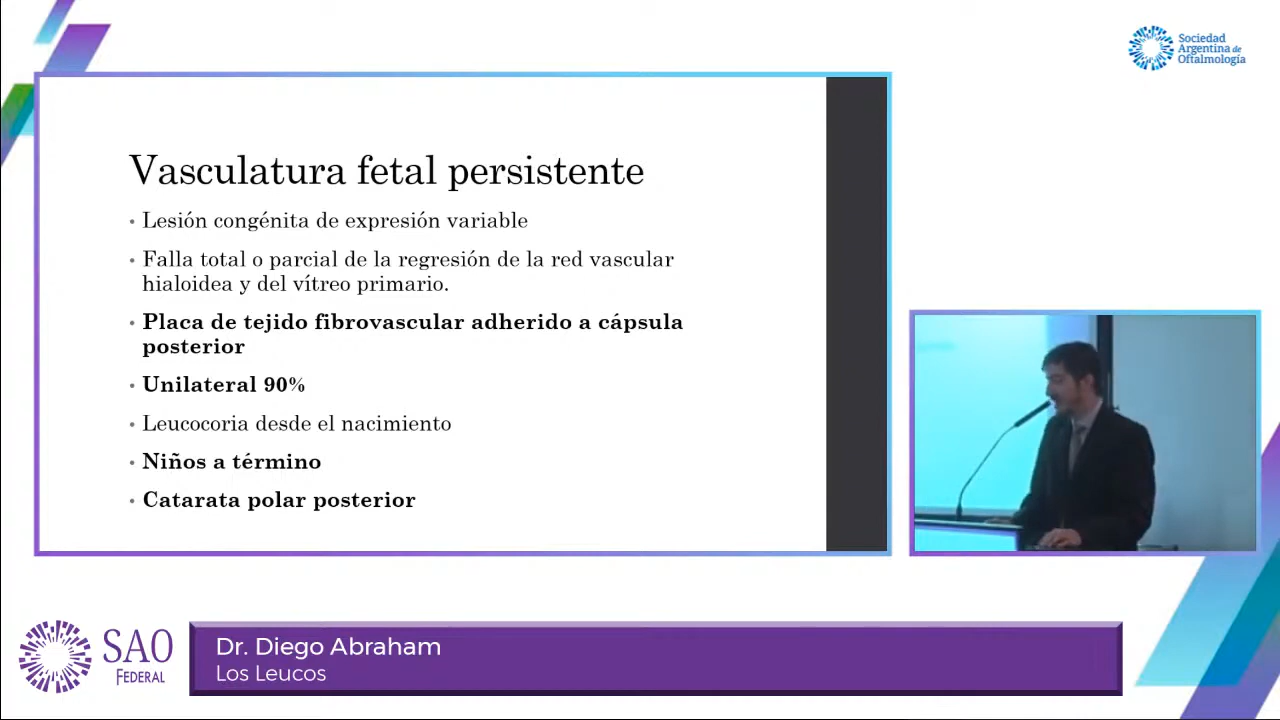 Sociedad
Argentina de
Oftalmología
Vasculatura fetal persistente
• Lesión congénita de expresión variable
• Falla total o parcial de la regresión de la red vascular
hialoidea y del vítreo primario.
• Placa de tejido fibrovascular adherido a cápsula
posterior
• Unilateral 90%
• Leucocoria desde el nacimiento
• Niños a término
• Catarata polar posterior
SAO
FEDERAL
Dr. Diego Abraham
Los Leucos